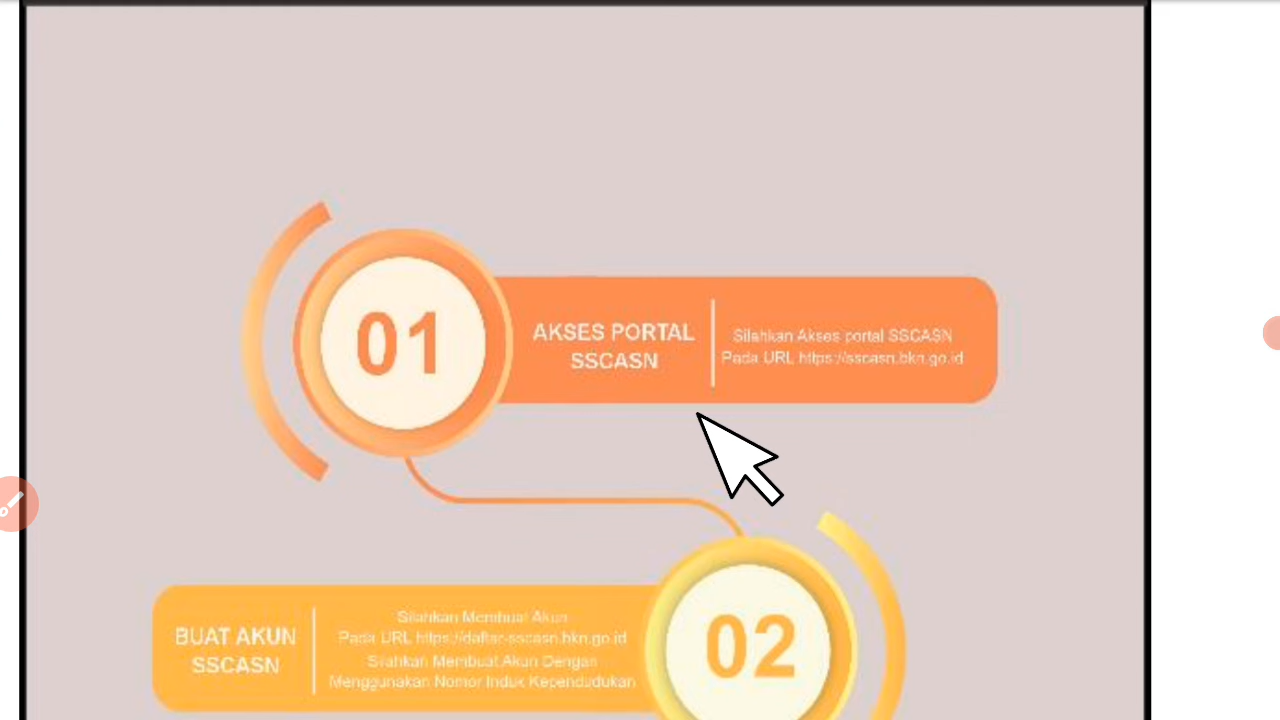 01
AKSES PORTAL
SSCASN
Silahkan Akses portal SSCASN
Pada URL https://sscasn.bkn.go.id
02
BUAT AKUN
SSCASN
Silahkan Membuat Akun
Pada URL https://daftar-sscasn.bkn.go.id
Silahkan Membuat Akun Dengan
Menggunakan Nomor Induk Kependudukan